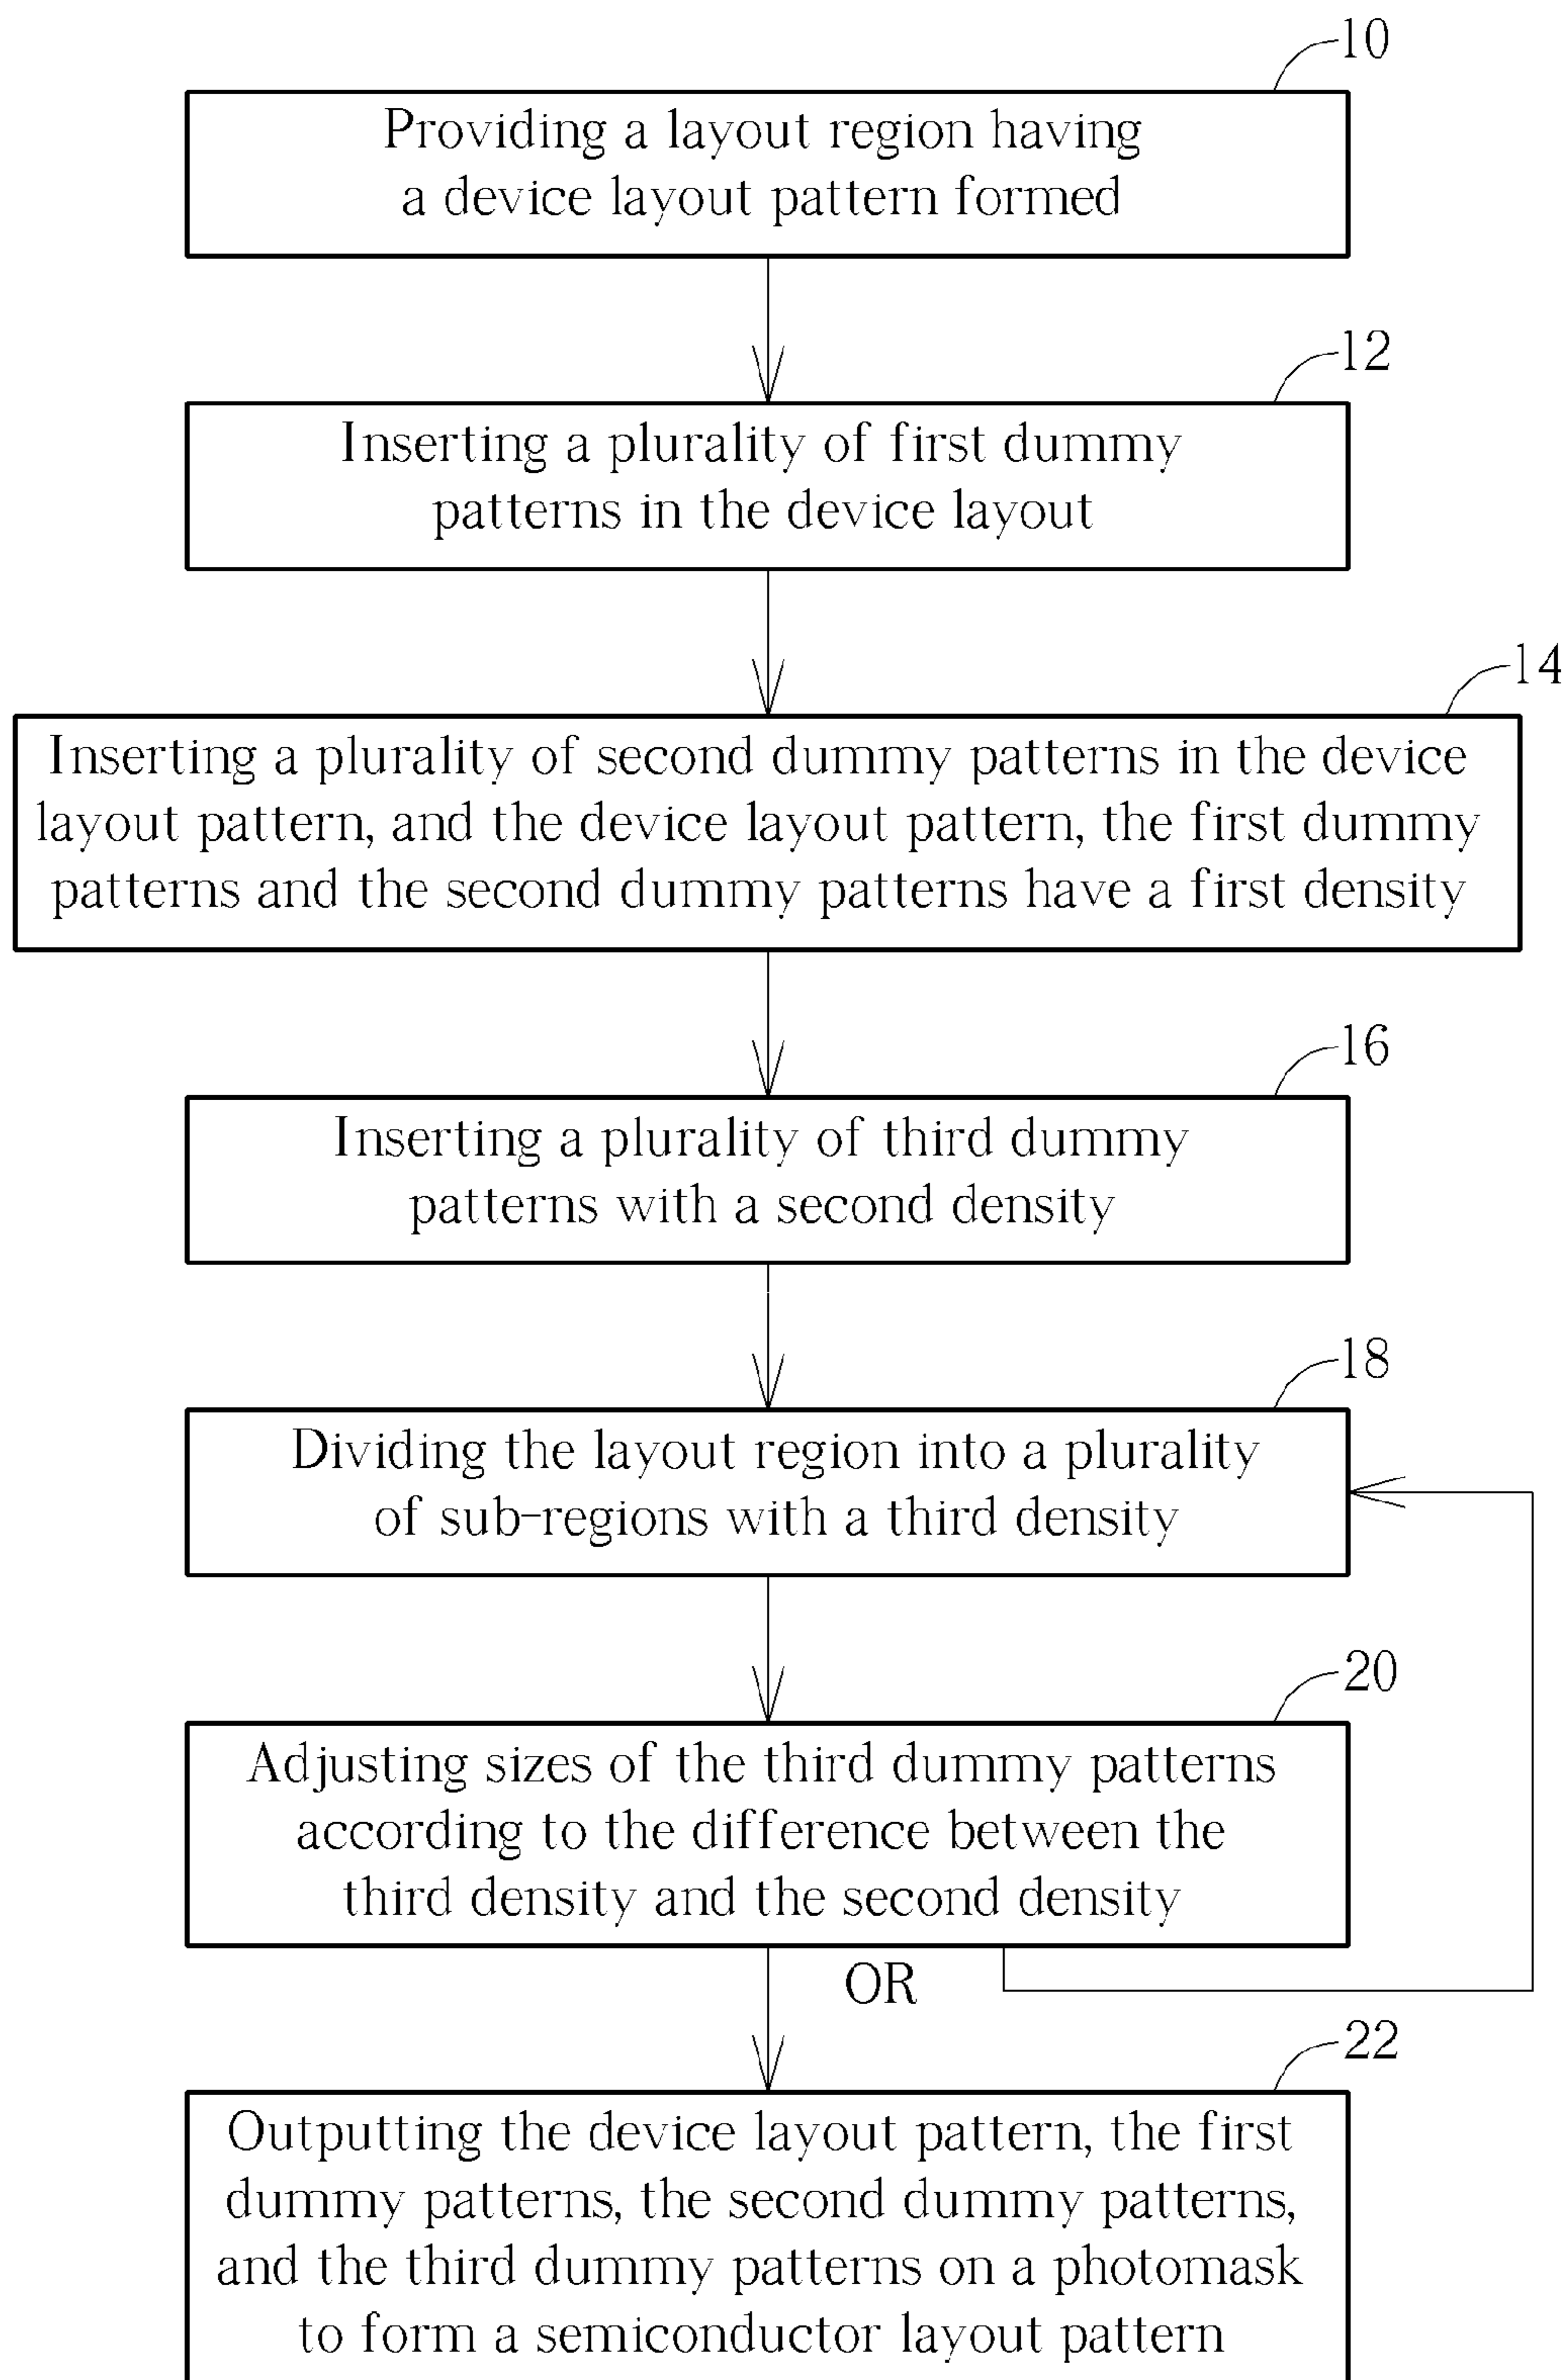 10
Providing a layout region having
a device layout pattern formed
12
Inserting a plurality of first dummy
patterns in the device layout
14
Inserting a plurality of second dummy patterns in the device
layout pattern, and the device layout pattern, the first dummy
patterns and the second dummy patterns have a first density
16
Inserting a plurality of third dummy
patterns with a second density
18
Dividing the layout region into a plurality
of sub-regions with a third density
20
Adjusting sizes of the third dummy patterns
according to the difference between the
third density and the second density
OR
22
Outputting the device layout pattern, the first
dummy patterns, the second dummy patterns,
and the third dummy patterns on a photomask
to form a semiconductor layout pattern